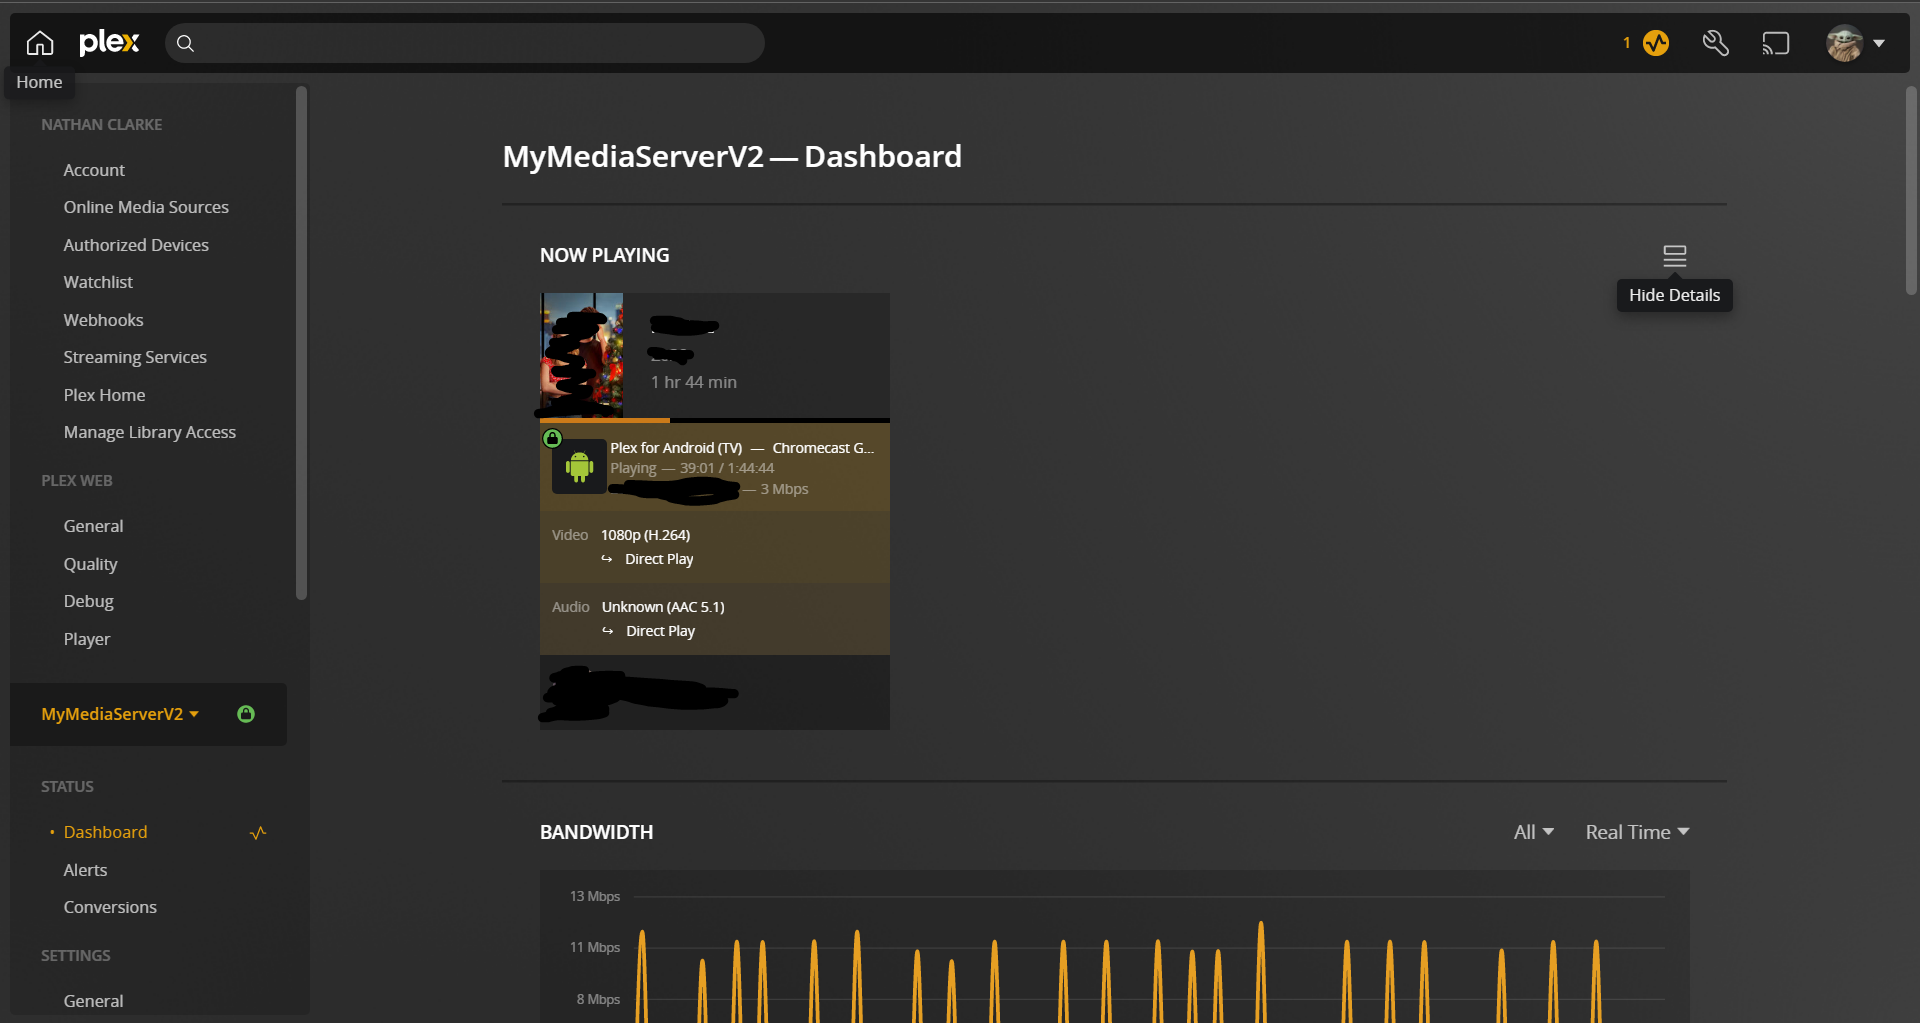 plex
1
Home
NATHAN CLARKE
Account
Online Media Sources
Authorized Devices
Watchlist
Webhooks
Streaming Services
Plex Home
Manage Library Access
PLEX WEB
General
Quality
Debug
Player
MyMediaServerV2
STATUS
Dashboard
Alerts
Conversions
SETTINGS
General
MyMediaServerV2 — Dashboard
NOW PLAYING
Hide Details
1 hr 44 min
Plex for Android (TV) — Chromecast G...
Playing — 39:01 / 1:44:44
— 3 Mbps
Video 1080p (H.264)
↪ Direct Play
Audio Unknown (AAC 5.1)
↪ Direct Play
BANDWIDTH
All
Real Time
13 Mbps
11 Mbps
8 Mbps